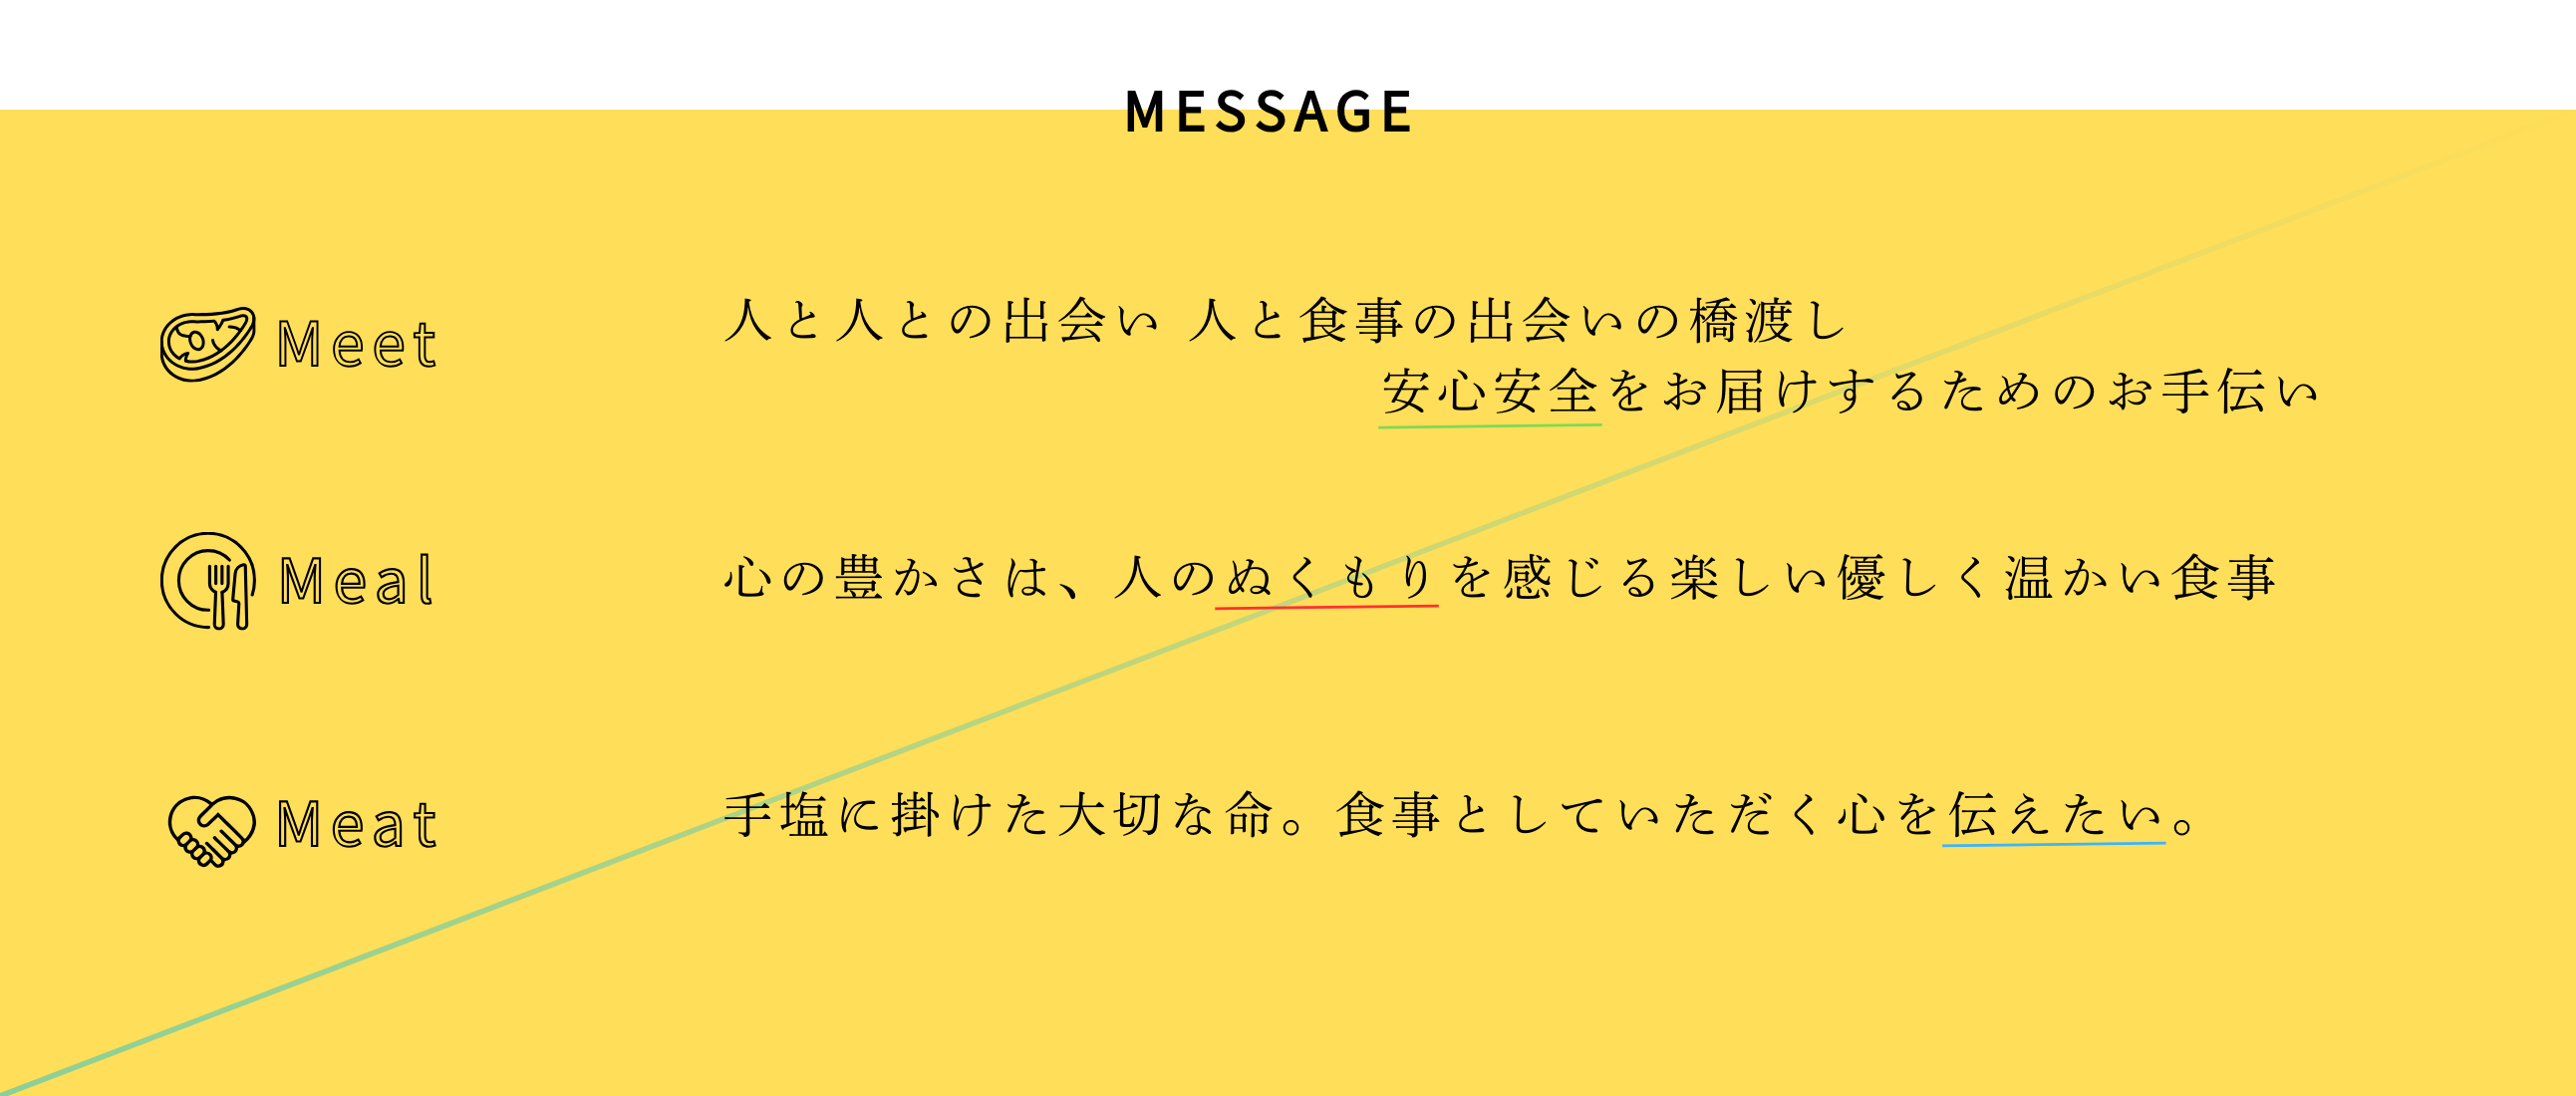 MESSAGE
Meet
人と人との出会い 人と食事の出会いの橋渡し
安心安全をお届けするためのお手伝い
Meal
心の豊かさは、人のぬくもりを感じる楽しい優しく温かい食事
Meat
手塩に掛けた大切な命。食事としていただく心を伝えたい。